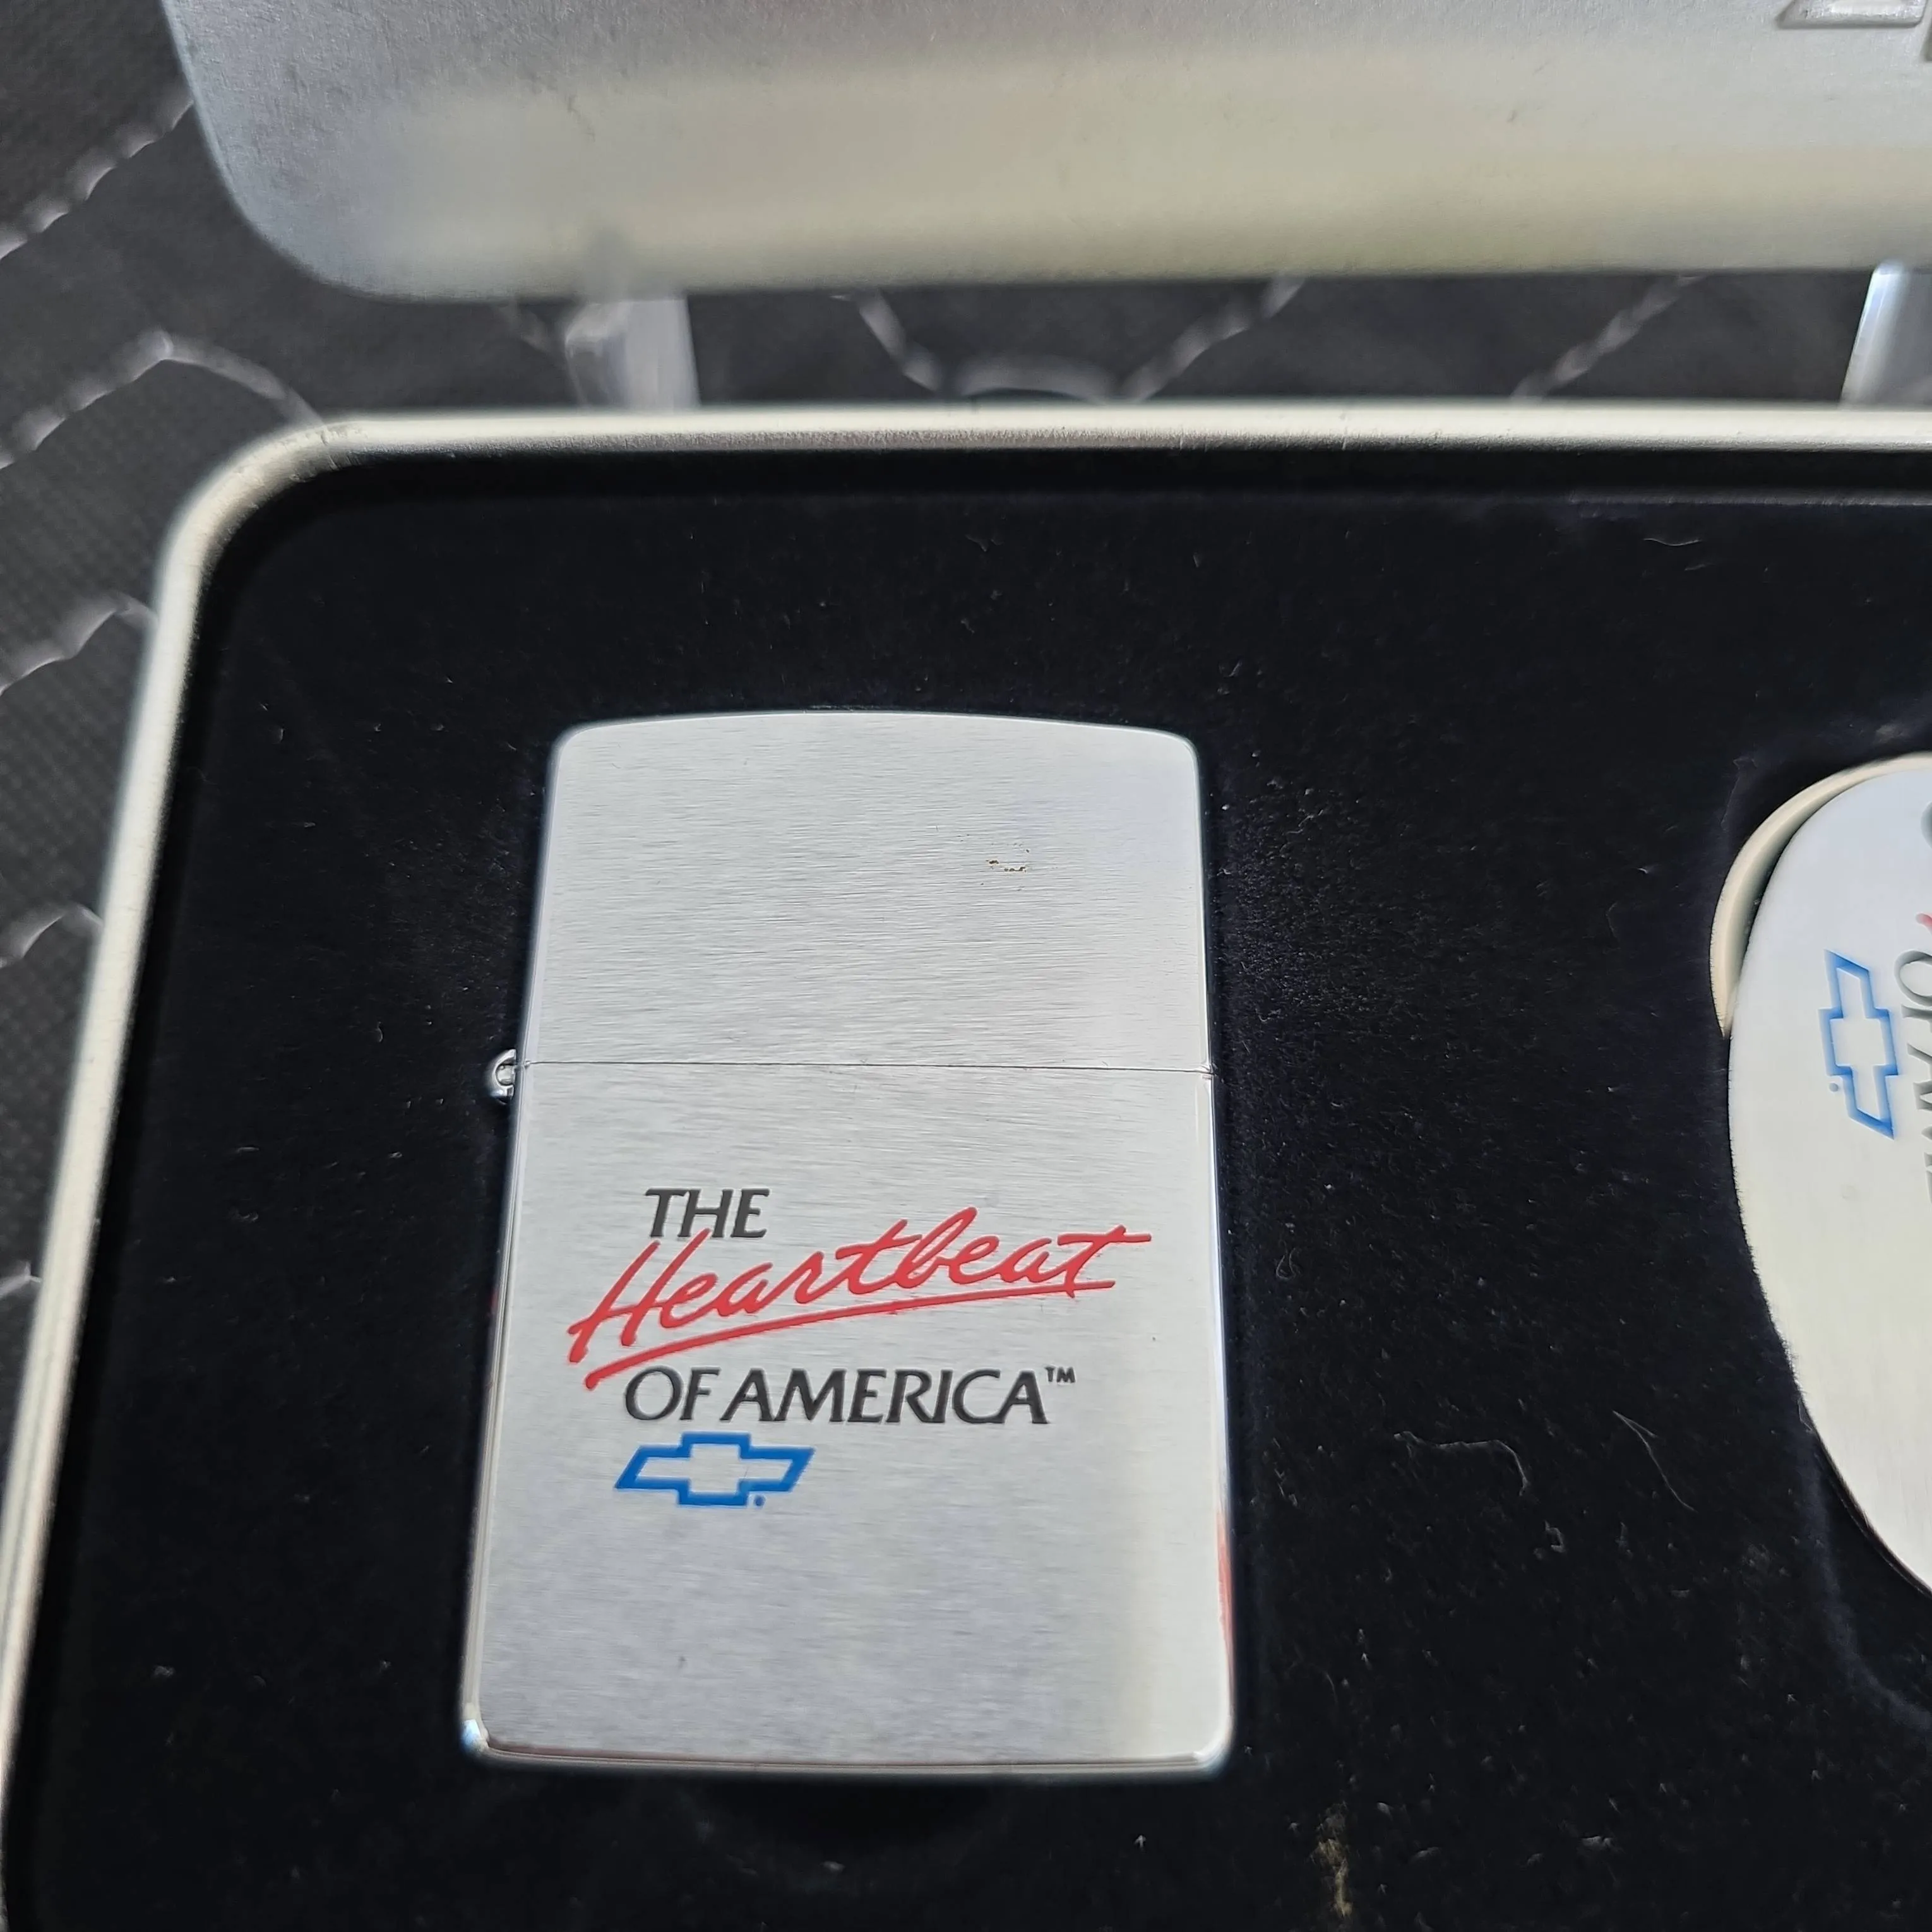 THE
Heartbeat
OF AMERICA™